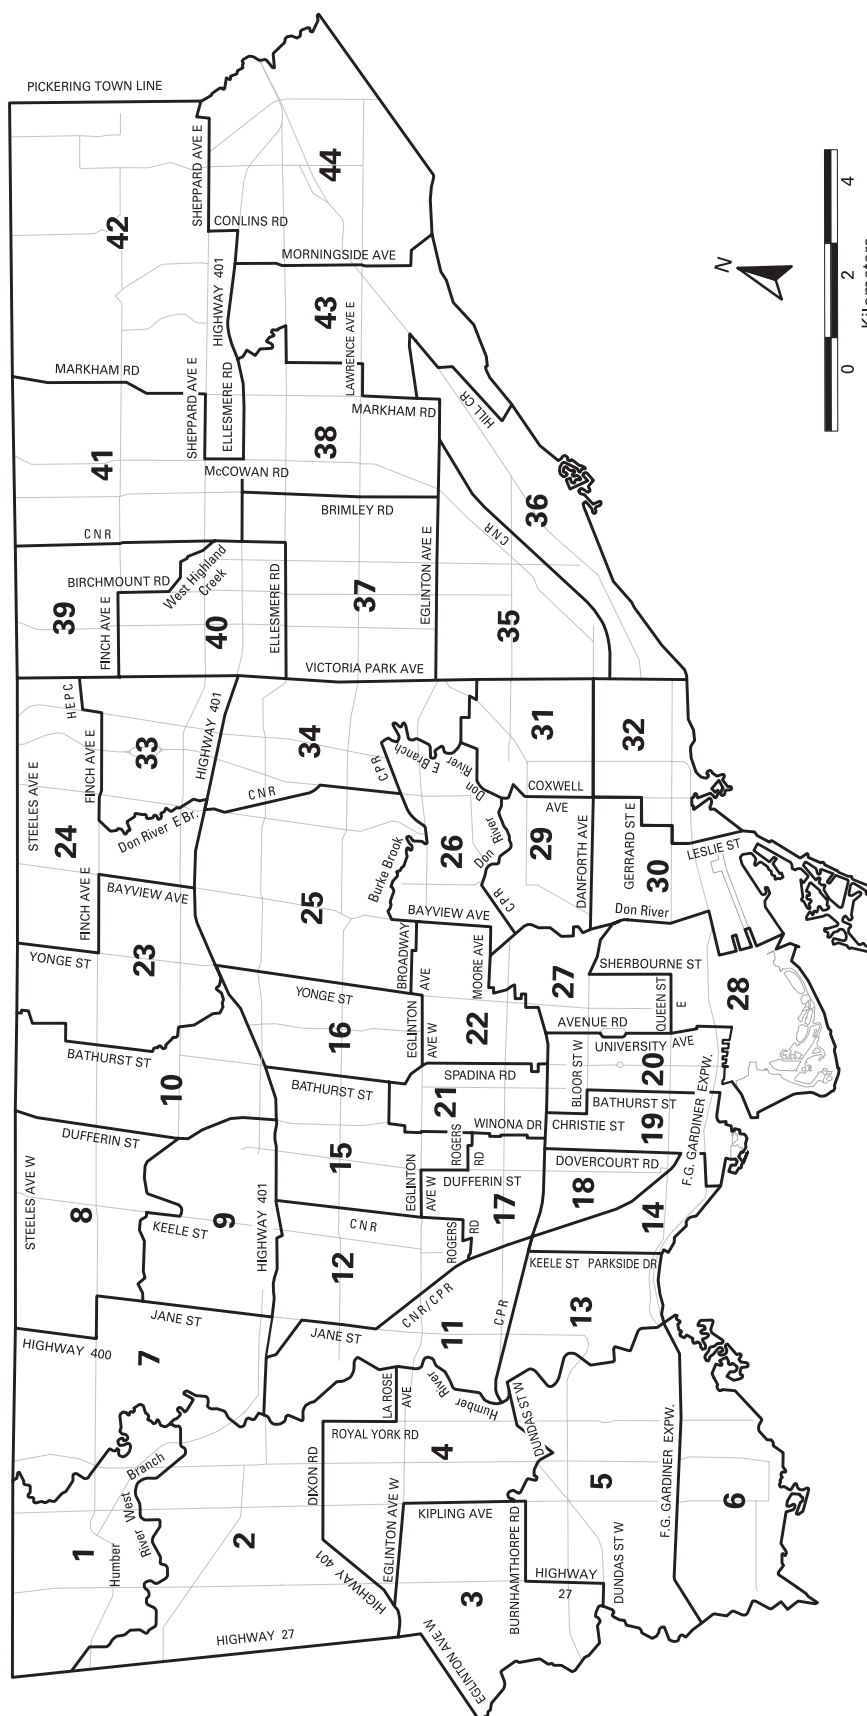 PICKERING TOWN LINE
SHEPPARD AVE E
42
44
CONLINS RD
MORNINGSIDE AVE
HIGHWAY 401
43
LAWRENCE AVE E
MARKHAM RD
SHEPPARD AVE E
ELLESMERE RD
MARKHAM RD
HILL CR
41
38
McCOWAN RD
36
BRIMLEY RD
CNR
CNR
West Highland
Creek
BIRCHMOUNT RD
39
FINCH AVE E
40
ELLESMERE RD
37
EGLINTON AVE E
35
VICTORIA PARK AVE
HEPC
STEELES AVE E
FINCH AVE E
33
HIGHWAY 401
34
CPR
E Branch
Don
River
31
32
COXWELL
AVE
24
Don River E Br.
CNR
Burke Brook
26
Don
River
29
DANFORTH AVE
GERRARD ST E
30
LESLIE ST
FINCH AVE E
BAYVIEW AVE
25
BAYVIEW AVE
CPR
Don River
YONGE ST
23
BROADWAY
AVE
MOORE AVE
27
SHERBOURNE ST
QUEEN ST
E
28
YONGE ST
16
EGLINTON
AVE W
22
AVENUE RD
BATHURST ST
10
BLOOR ST W
UNIVERSITY AVE
20
SPADINA RD
BATHURST ST
21
BATHURST ST
F.G. GARDINER EXPW.
WINONA DR
CHRISTIE ST
19
DUFFERIN ST
15
ROGERS
RD
DOVERCOURT RD
STEELES AVE W
8
KEELE ST
9
HIGHWAY 401
EGLINTON
AVE W
DUFFERIN ST
17
18
14
CNR
ROGERS
RD
12
KEELE ST
PARKSIDE DR
HIGHWAY 400
7
JANE ST
JANE ST
CNR/CPR
11
CPR
13
LA ROSE
AVE
River
Humber
DUNDAS ST W
ROYAL YORK RD
DIXON RD
4
5
F.G. GARDINER EXPW.
6
1
Humber
River West
Branch
2
EGLINTON AVE W
KIPLING AVE
BURNHAMTHORPE RD
HIGHWAY
27
DUNDAS ST W
HIGHWAY 401
3
HIGHWAY 27
EGLINTON AVE W
N
0
2
4
Kilometers